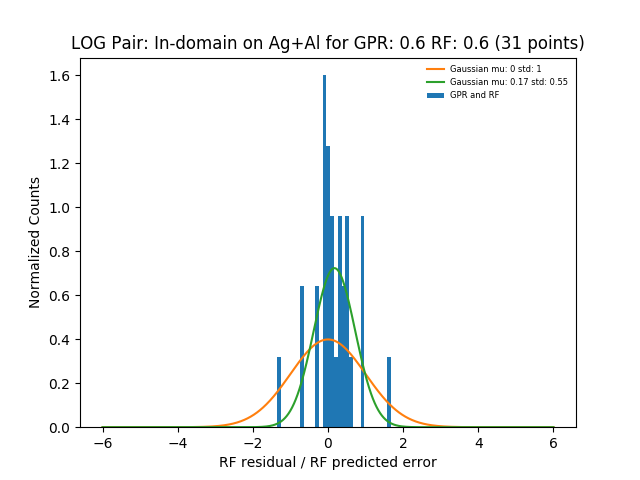 LOG Pair: In-domain on Ag+Al for GPR: 0.6 RF: 0.6 (31 points)
Gaussian mu: 0 std: 1
Gaussian mu: 0.17 std: 0.55
GPR and RF
Normalized Counts
1.6
1.4
1.2
1.0
0.8
0.6
0.4
0.2
0.0
−6
−4
−2
0
2
4
6
RF residual / RF predicted error